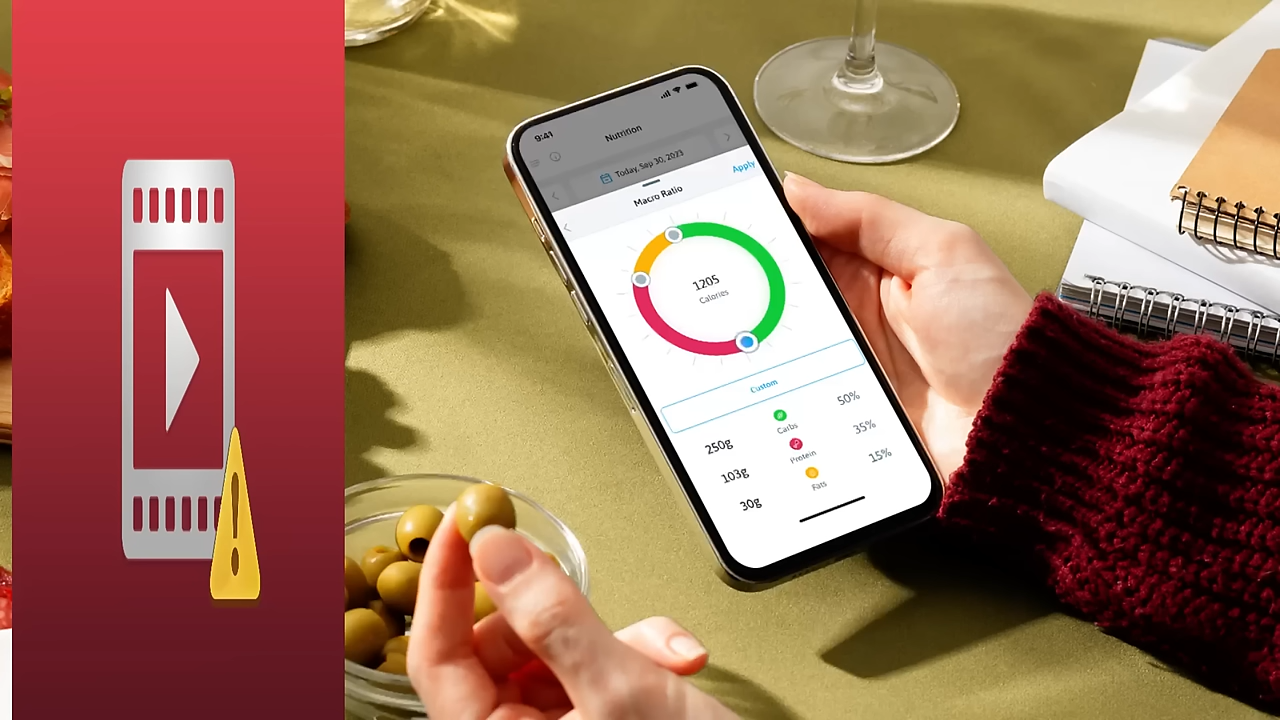 9:41
Nutrition
Today, Sep 30, 2023
Macro Ratio
Apply
1205
Calories
Custom
250g Carbs 50%
103g Protein 35%
30g Fats 15%